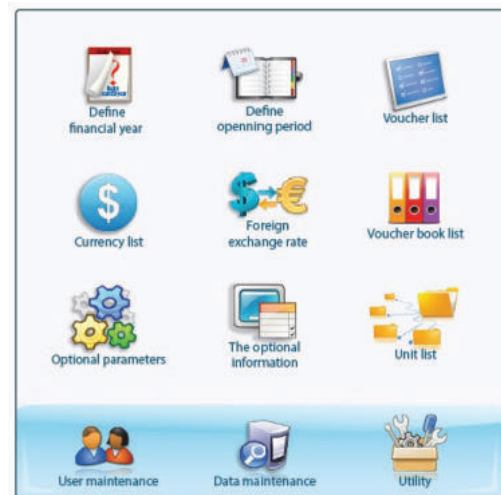 Define
financial year
Define
openning period
Voucher list
Currency list
Foreign
exchange rate
Voucher book list
Optional parameters
The optional
information
Unit list
User maintenance
Data maintenance
Utility